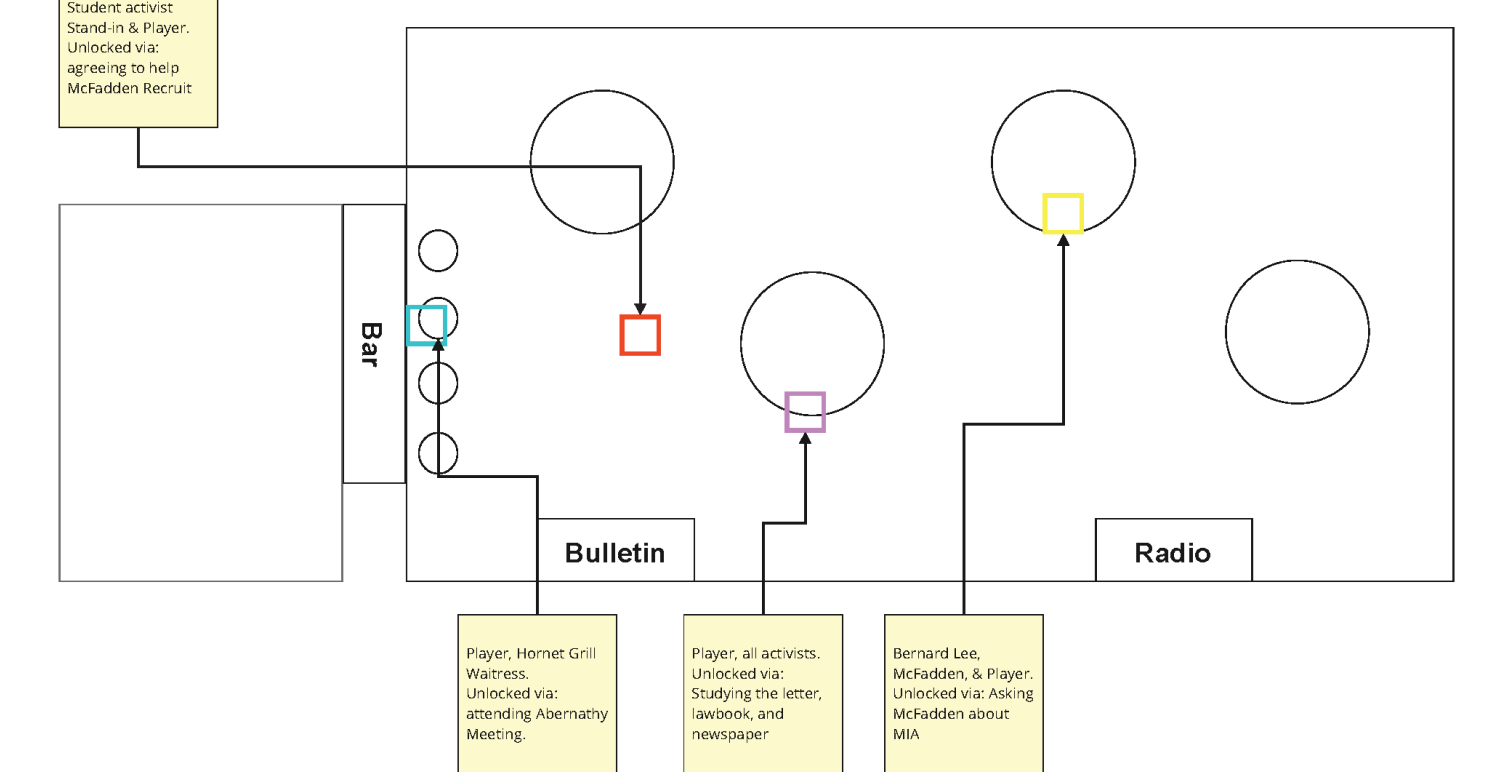 Student activist
Stand-in & Player.
Unlocked via:
agreeing to help
McFadden Recruit
Bar
Bulletin
Radio
Player, Hornet Grill
Waitress.
Unlocked via:
attending Abernathy
Meeting.
Player, all activists.
Unlocked via:
Studying the letter,
lawbook, and
newspaper
Bernard Lee,
McFadden, & Player.
Unlocked via: Asking
McFadden about
MIA